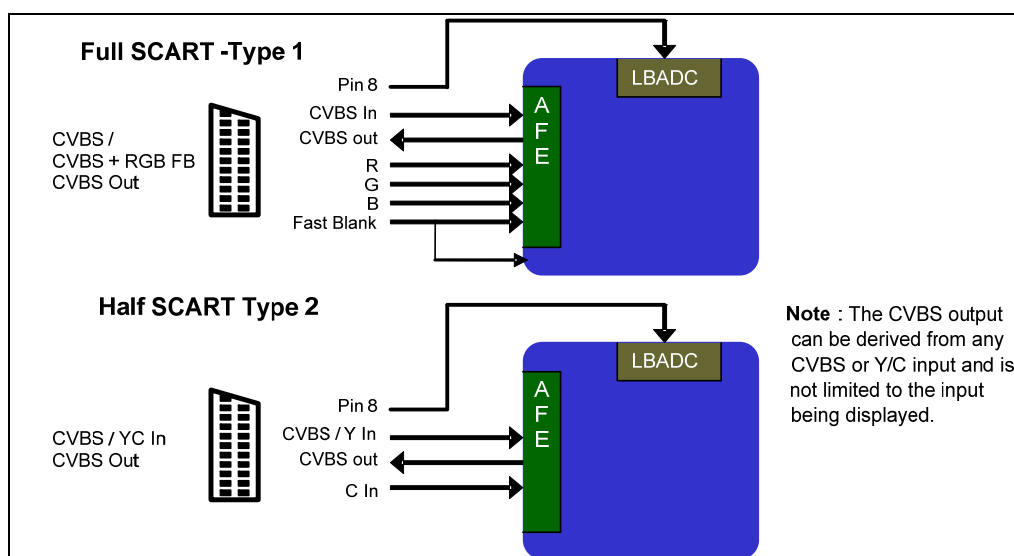 Full SCART -Type 1
Pin 8
LBADC
CVBS In
CVBS out
R
G
B
Fast Blank
A
F
E
CVBS /
CVBS + RGB FB
CVBS Out
Half SCART Type 2
Pin 8
LBADC
CVBS / Y In
CVBS out
C In
A
F
E
CVBS / YC In
CVBS Out
Note : The CVBS output
can be derived from any
CVBS or Y/C input and is
not limited to the input
being displayed.